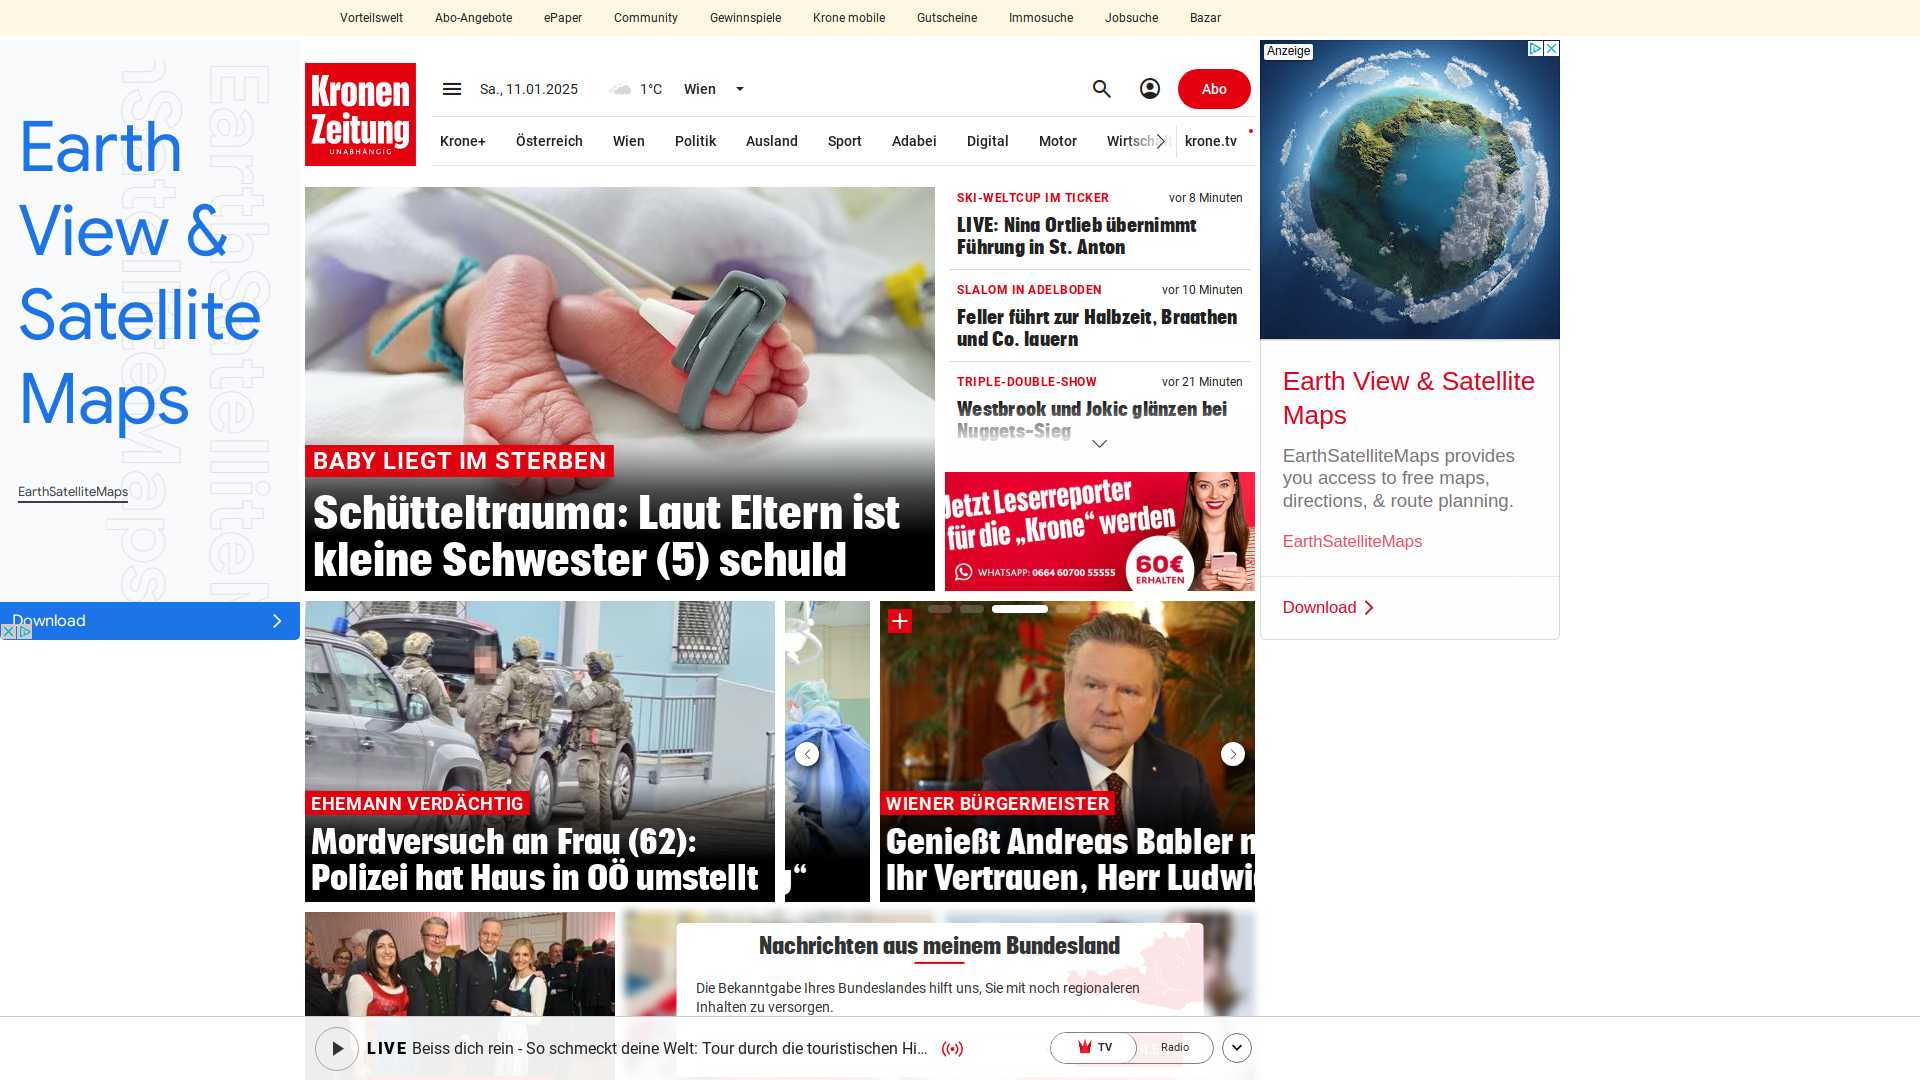 Vorteilswelt Abo-Angebote ePaper Community Gewinnspiele Krone mobile Gutscheine Immosuche Jobsuche Bazar
Earth
View &
Satellite
Maps
EarthSatelliteMaps
EarthSatelliteMaps
Download
Kronen
Zeitung
UNABHÄNGIG
Sa., 11.01.2025 1°C Wien
Abo
Krone+ Österreich Wien Politik Ausland Sport Adabei Digital Motor krone.tv
BABY LIEGT IM STERBEN
Schütteltrauma: Laut Eltern ist
kleine Schwester (5) schuld
SKI-WELTCUP IM TICKER vor 8 Minuten
LIVE: Nina Ortlieb übernimmt
Führung in St. Anton
SLALOM IN ADELBODEN vor 10 Minuten
Feller führt zur Halbzeit, Braathen
und Co. lauern
TRIPLE-DOUBLE-SHOW vor 21 Minuten
Westbrook und Jokic glänzen bei
Nuggets-Sieg
Jetzt Leserreporter
für die „Krone“ werden
WHATSAPP: 0664 60700 55555
60€
ERHALTEN
EHEMANN VERDÄCHTIG
Mordversuch an Frau (62):
Polizei hat Haus in OÖ umstellt
g“
WIENER BÜRGERMEISTER
Genießt Andreas Babler n
Ihr Vertrauen, Herr Ludwi
Nachrichten aus meinem Bundesland
Die Bekanntgabe Ihres Bundeslandes hilft uns, Sie mit noch regionaleren
Inhalten zu versorgen.
LIVE Beiss dich rein - So schmeckt deine Welt: Tour durch die touristischen Hi...
TV Radio
Anzeige
Earth View & Satellite
Maps
EarthSatelliteMaps provides
you access to free maps,
directions, & route planning.
EarthSatelliteMaps
Download